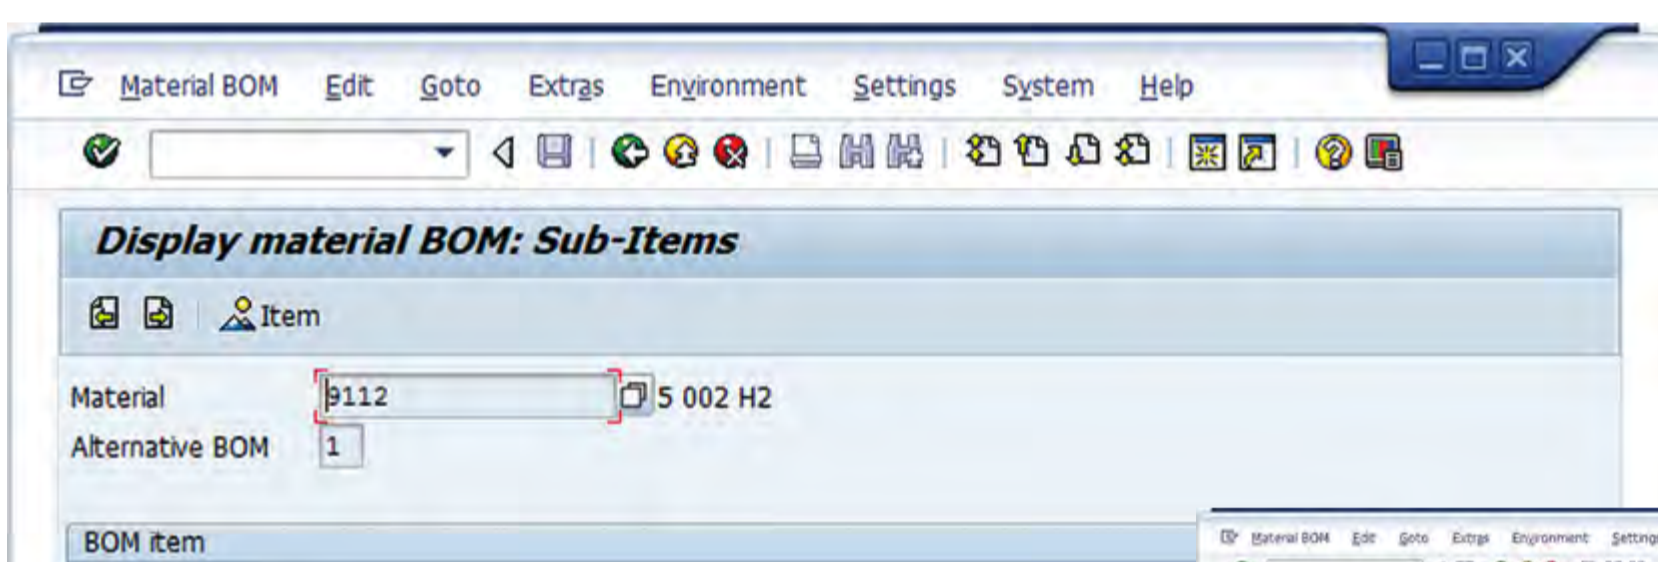 Material BOM Edit Goto Extras Environment Settings System Help
Display material BOM: Sub-Items
Item
Material 9112 5 002 H2
Alternative BOM 1
BOM item
Material BOM Edit Goto Extras Environment Settings